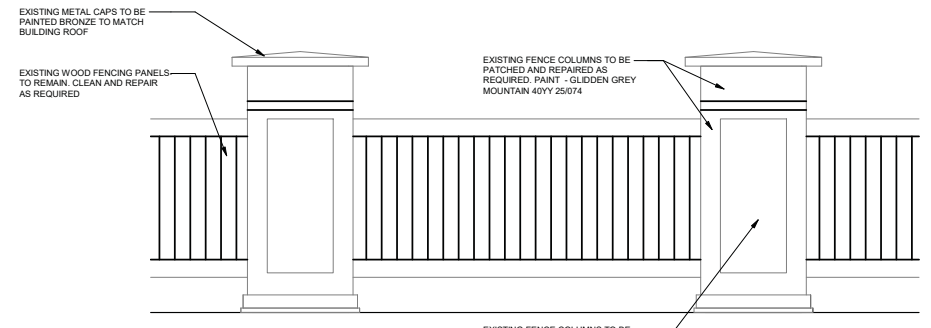 EXISTING METAL CAPS TO BE
PAINTED BRONZE TO MATCH
BUILDING ROOF
EXISTING WOOD FENCING PANELS
TO REMAIN. CLEAN AND REPAIR
AS REQUIRED
EXISTING FENCE COLUMNS TO BE
PATCHED AND REPAIRED AS
REQUIRED. PAINT - GLIDDEN GREY
MOUNTAIN 40YY 25/074
EXISTING FENCE COLUMNS TO BE